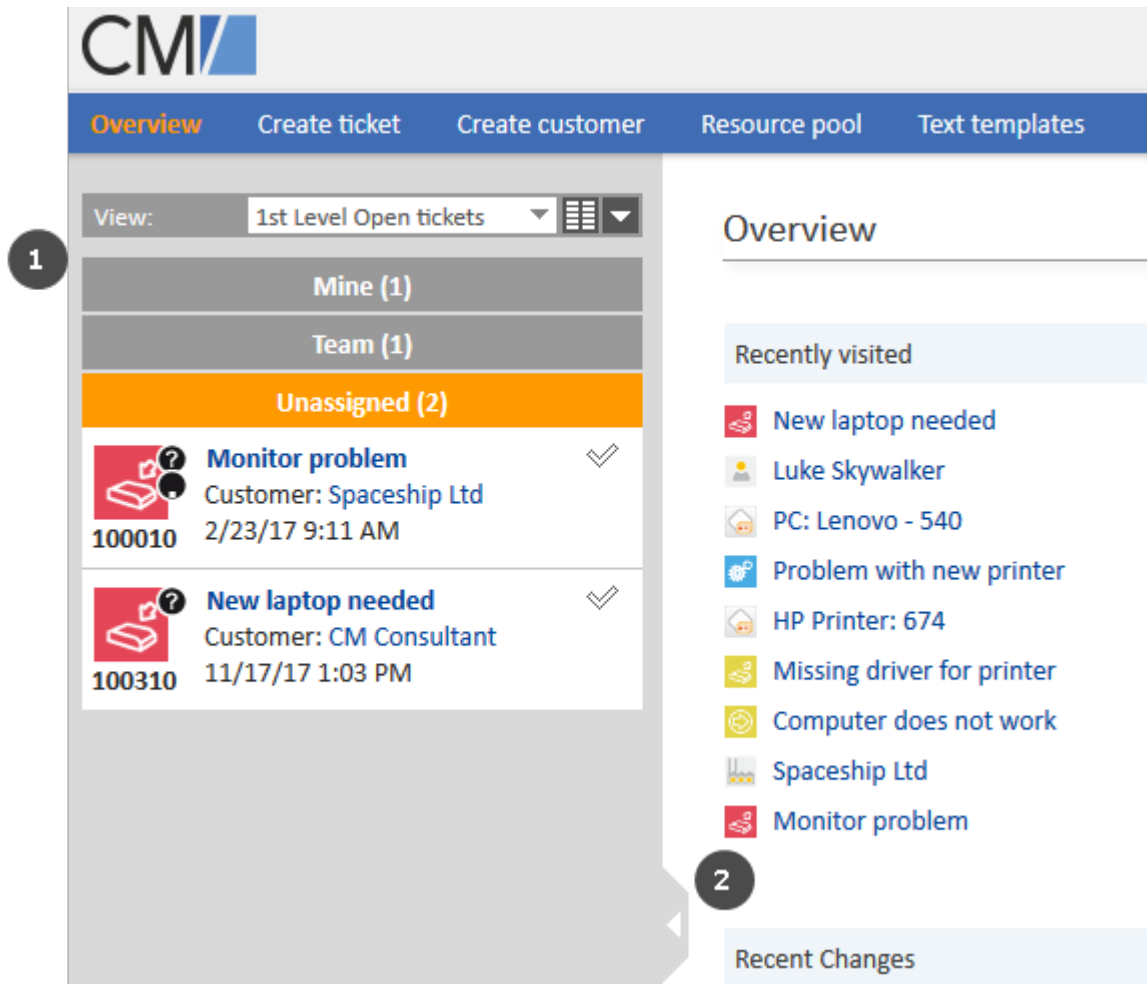 CM/
Overview Create ticket Create customer Resource pool Text templates
View: 1st Level Open tickets
1
Mine (1)
Team (1)
Unassigned (2)
Monitor problem
Customer: Spaceship Ltd
2/23/17 9:11 AM
100010
New laptop needed
Customer: CM Consultant
11/17/17 1:03 PM
100310
Overview
Recently visited
New laptop needed
Luke Skywalker
PC: Lenovo - 540
Problem with new printer
HP Printer: 674
Missing driver for printer
Computer does not work
Spaceship Ltd
Monitor problem
2
Recent Changes